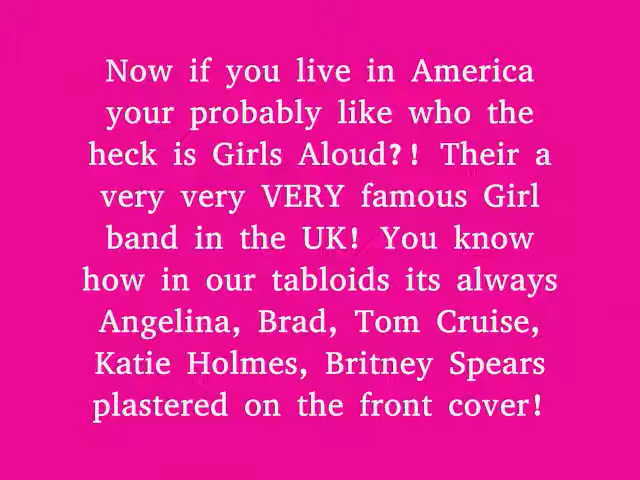 Now if you live in America
your probably like who the
heck is Girls Aloud?! Their a
very very VERY famous Girl
band in the UK! You know
how in our tabloids its always
Angelina, Brad, Tom Cruise,
Katie Holmes, Britney Spears
plastered on the front cover!